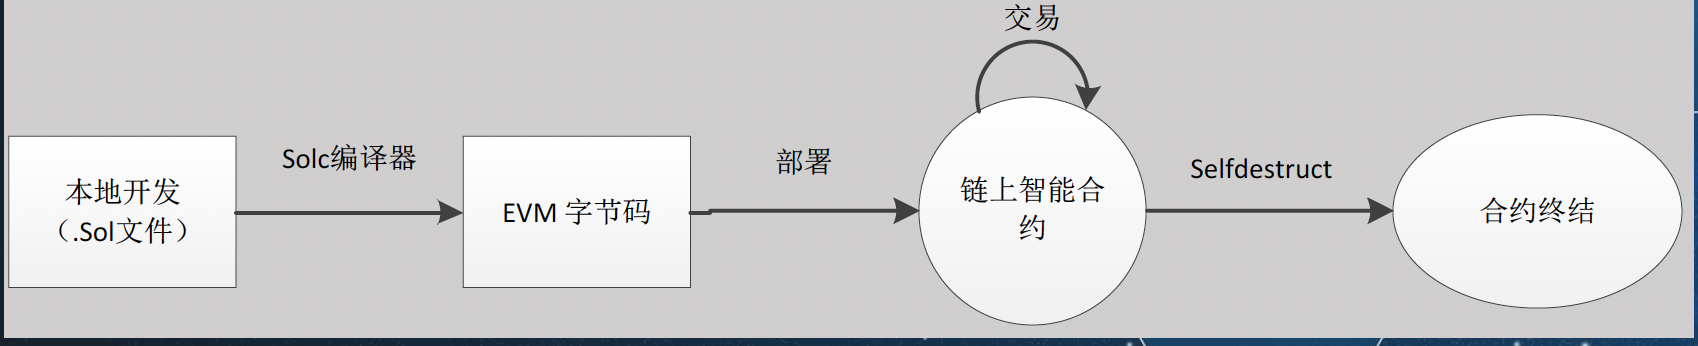 交易
Solc编译器
部署
Selfdestruct
本地开发
（.Sol文件）
EVM 字节码
链上智能合
约
合约终结